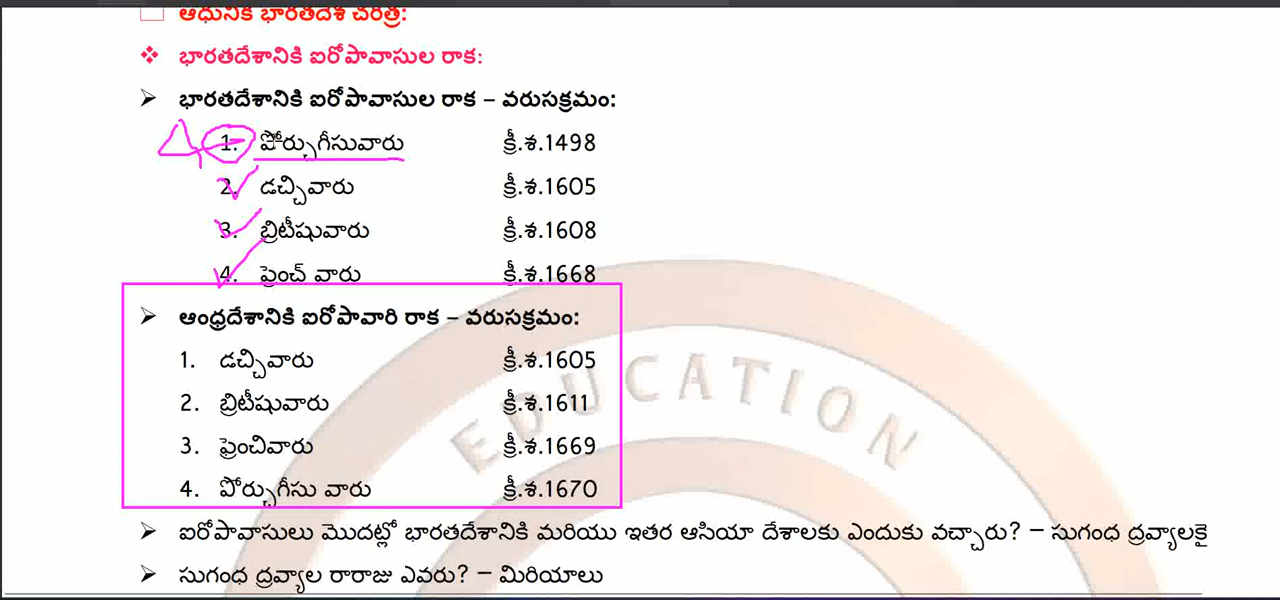 ఆధునిక భారతదేశ చరిత్ర:
❖ భారతదేశానికి ఐరోపావాసుల రాక:
➢ భారతదేశానికి ఐరోపావాసుల రాక – వరుసక్రమం:
1. పోర్చుగీసువారు క్రీ.శ.1498
2. డచ్చివారు క్రీ.శ.1605
3. బ్రిటీషువారు క్రీ.శ.1608
4. ఫ్రెంచ్ వారు క్రీ.శ.1668
➢ ఆంధ్రదేశానికి ఐరోపావారి రాక – వరుసక్రమం:
1. డచ్చివారు క్రీ.శ.1605
2. బ్రిటీషువారు క్రీ.శ.1611
3. ఫ్రెంచివారు క్రీ.శ.1669
4. పోర్చుగీసు వారు క్రీ.శ.1670
➢ ఐరోపావాసులు మొదట్లో భారతదేశానికి మరియు ఇతర ఆసియా దేశాలకు ఎందుకు వచ్చారు? – సుగంధ ద్రవ్యాలకై
➢ సుగంధ ద్రవ్యాల రారాజు ఎవరు? – మిరియాలు
EDUCATION